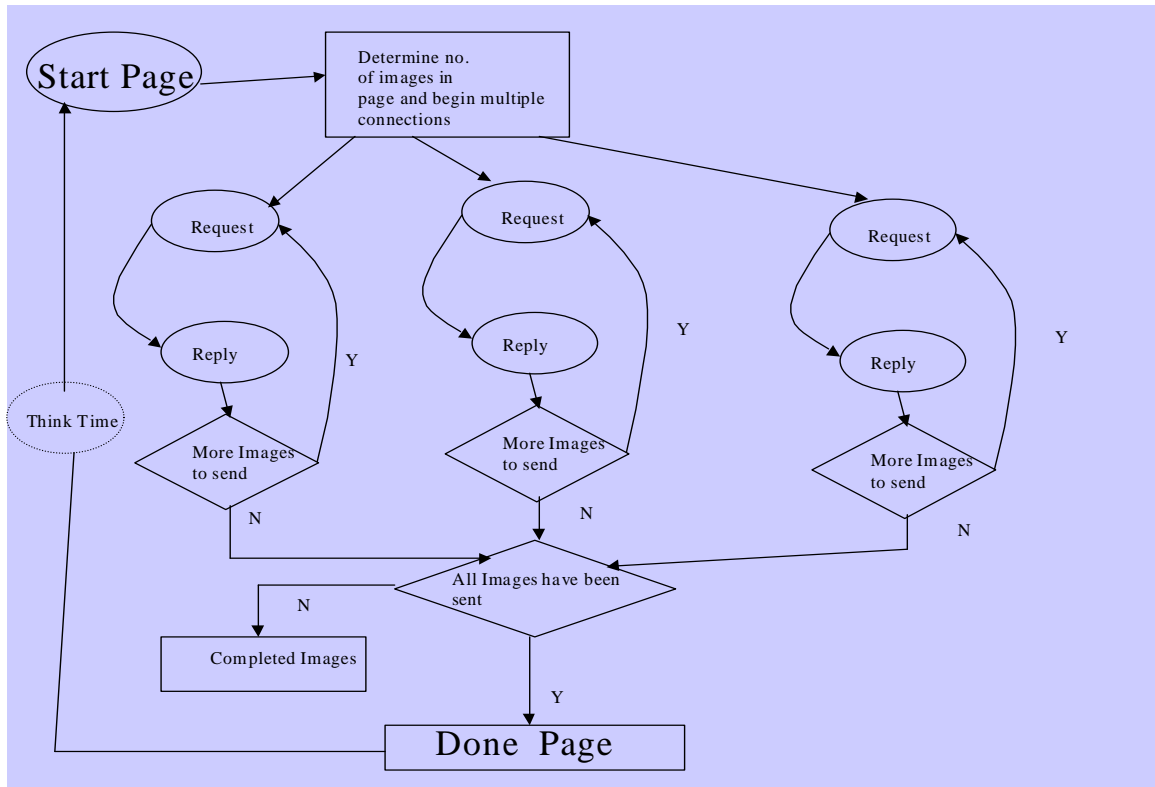 Start Page
Determine no.
of images in
page and begin multiple
connections
Request
Request
Request
Reply
Y
Reply
Y
Reply
Y
Think Time
More Images
to send
More Images
to send
More Images
to send
N
N
N
All Images have been
sent
N
Completed Images
Y
Done Page